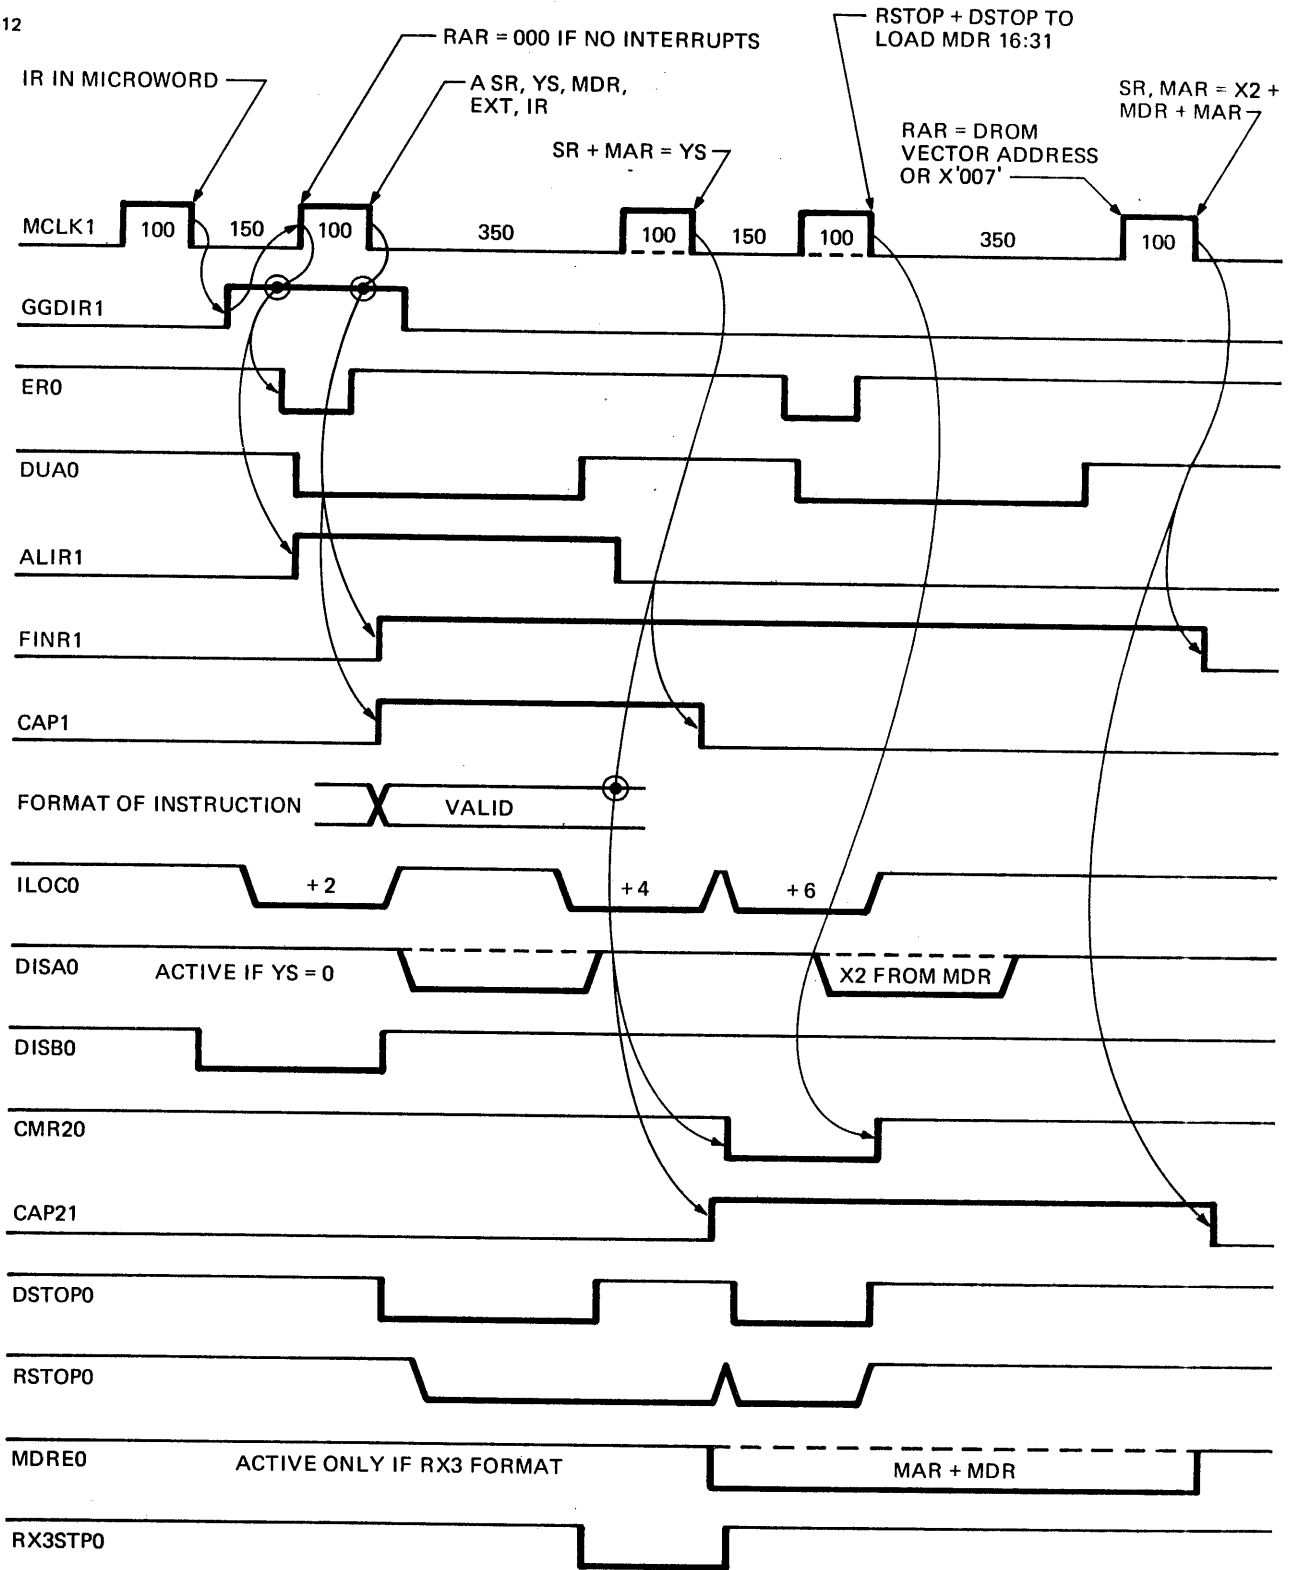 12
RAR = 000 IF NO INTERRUPTS
RSTOP + DSTOP TO
LOAD MDR 16:31
IR IN MICROWORD
A SR, YS, MDR,
EXT, IR
SR, MAR = X2 +
MDR + MAR
SR + MAR = YS
RAR = DROM
VECTOR ADDRESS
OR X'007'
MCLK1 100 150 100 350 100 150 100 350 100
GGDIR1
ER0
DUA0
ALIR1
FINR1
CAP1
FORMAT OF INSTRUCTION VALID
ILOC0 +2 +4 +6
DISA0 ACTIVE IF YS = 0 X2 FROM MDR
DISB0
CMR20
CAP21
DSTOP0
RSTOP0
MDRE0 ACTIVE ONLY IF RX3 FORMAT MAR + MDR
RX3STP0